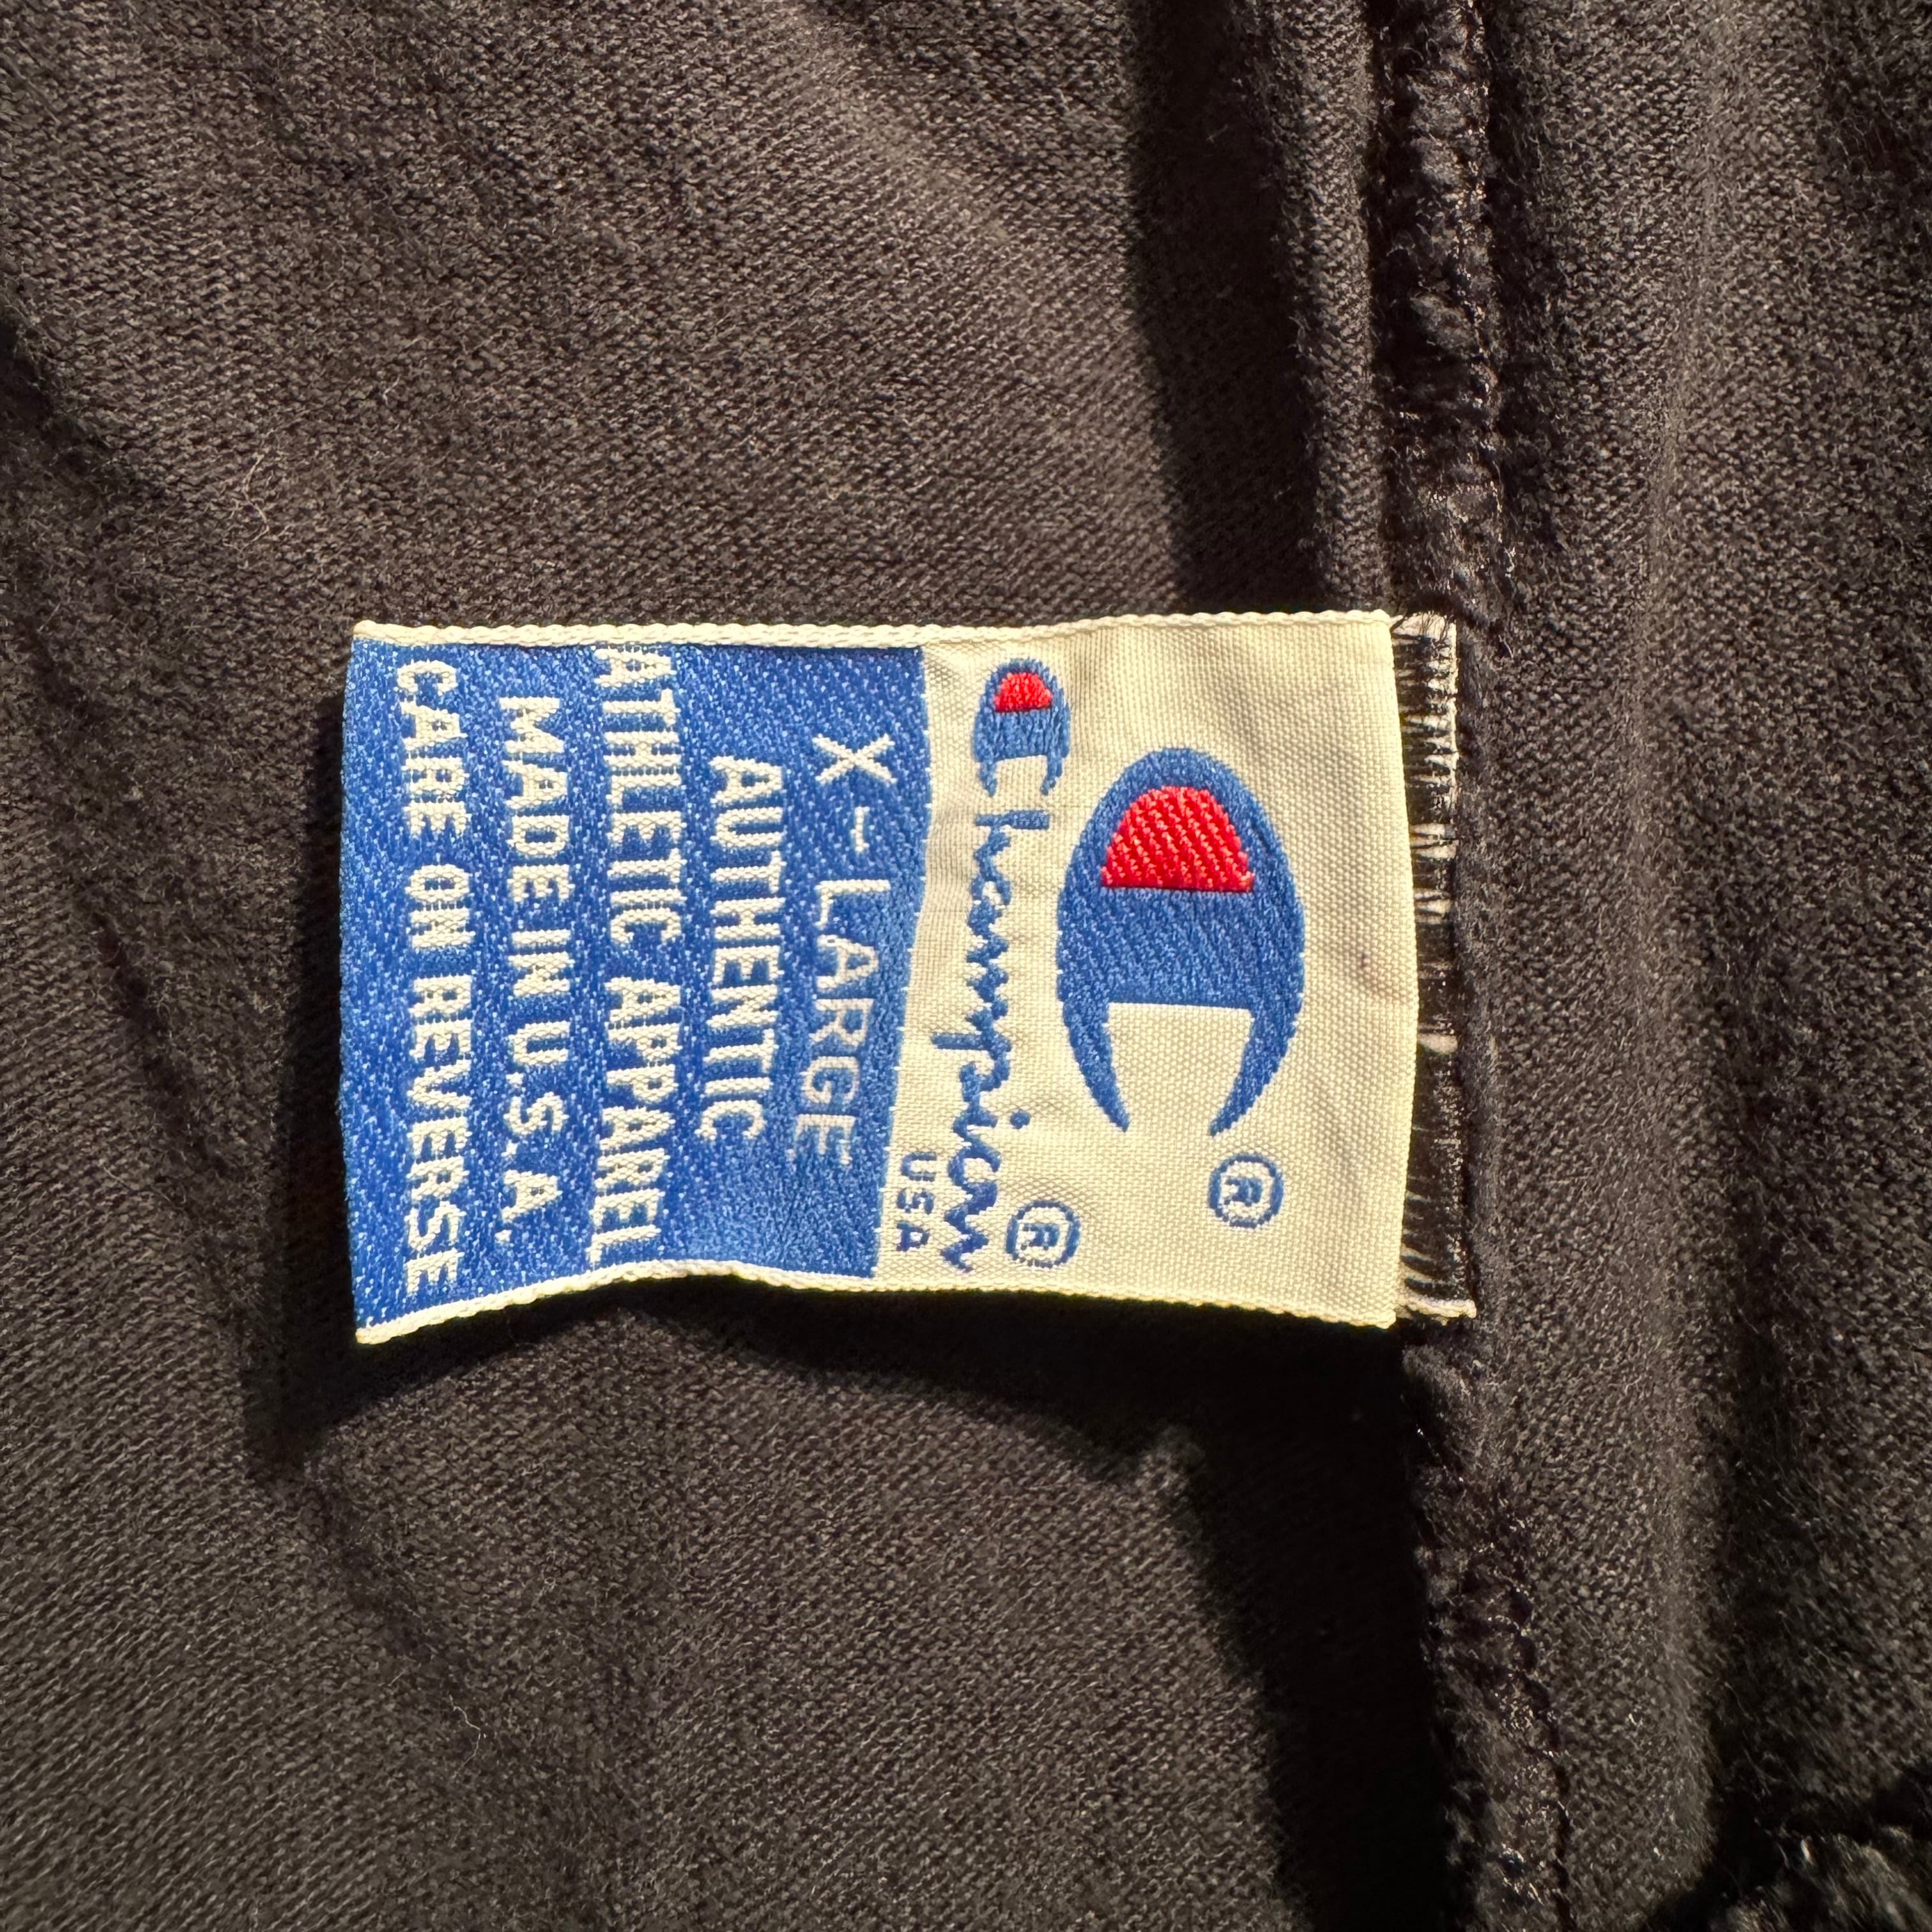 ®
Champion®
USA
X-LARGE
AUTHENTIC
ATHLETIC APPAREL
MADE IN U.S.A.
CARE ON REVERSE